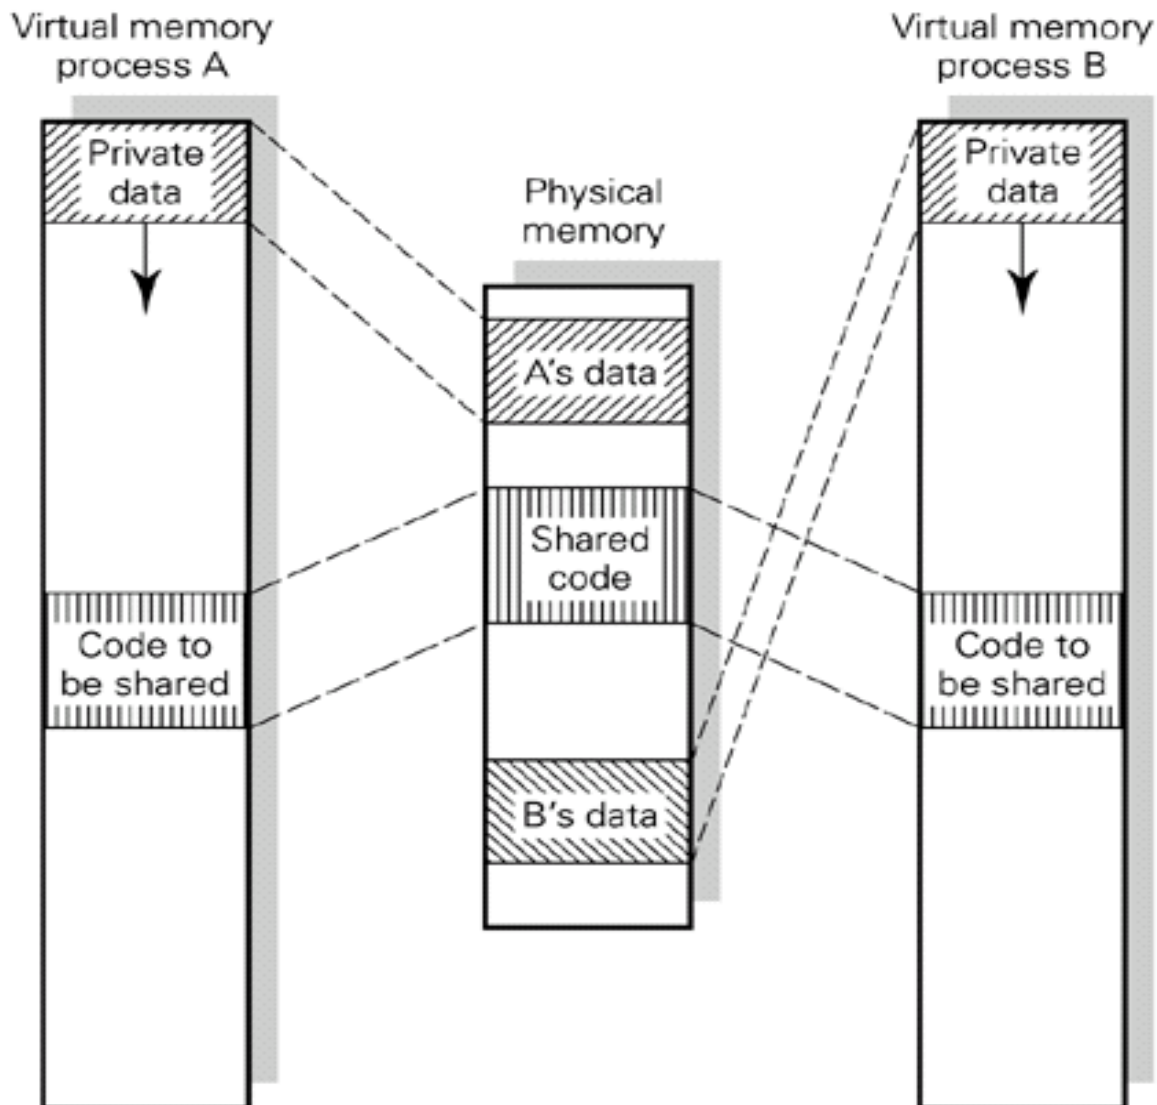 Virtual memory
process A
Private
data
Code to
be shared
Physical
memory
A's data
Shared
code
B's data
Virtual memory
process B
Private
data
Code to
be shared